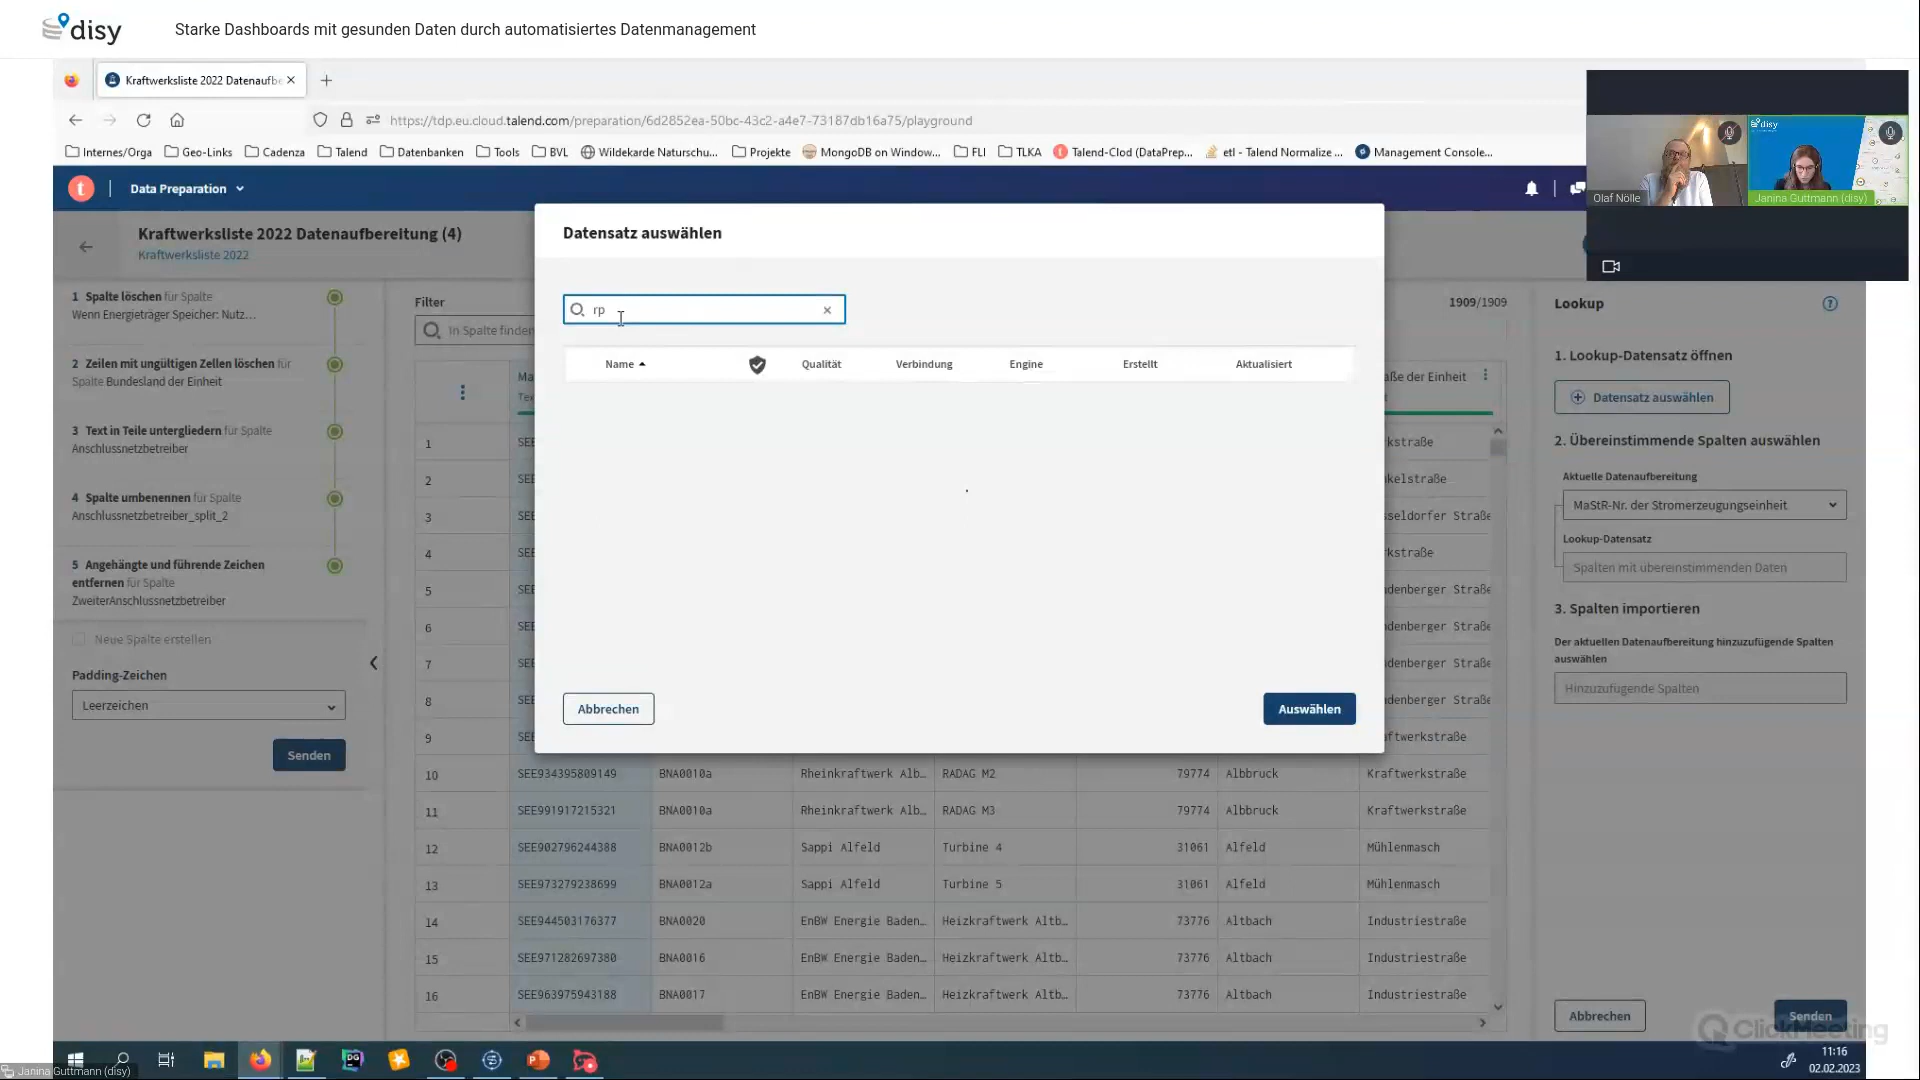 disy
Starke Dashboards mit gesunden Daten durch automatisiertes Datenmanagement
Kraftwerksliste 2022 Datenaufbe
https://tdp.eu.cloud.talend.com/preparation/6d2852ea-50bc-43c2-a4e7-73187db16a75/playground
Internes/Orga Geo-Links Cadenza Talend Datenbanken Tools BVL Wildekarde Naturschu... Projekte MongoDB on Window... FLI TLKA Talend-Clod (DataPrep... etl - Talend Normalize ... Management Console...
disy
Olaf Nölle Janina Guttmann (disy)
t Data Preparation
Kraftwerksliste 2022 Datenaufbereitung (4)
Kraftwerksliste 2022
1 Spalte löschen für Spalte
Wenn Energieträger Speicher: Nutz...
2 Zeilen mit ungültigen Zellen löschen für
Spalte Bundesland der Einheit
3 Text in Teile untergliedern für Spalte
Anschlussnetzbetreiber
4 Spalte umbenennen für Spalte
Anschlussnetzbetreiber_split_2
5 Angehängte und führende Zeichen
entfernen für Spalte
ZweiterAnschlussnetzbetreiber
Neue Spalte erstellen
Padding-Zeichen
Leerzeichen
Senden
Filter
In Spalte finden
1909/1909
Datensatz auswählen
rp
Name Qualität Verbindung Engine Erstellt Aktualisiert
Abbrechen Auswählen
Ma
Te
aße der Einheit
1 SEE rkstraße
2 SEE nkelstraße
3 SEE sseldorfer Straße
4 SEE rkstraße
5 SEE ndenberger Straße
6 SEE ndenberger Straße
7 SEE ndenberger Straße
8 SEE ndenberger Straße
9 SEE aftwerkstraße
10 SEE934395809149 BNA0010a Rheinkraftwerk Alb... RADAG M2 79774 Albbruck Kraftwerkstraße
11 SEE991917215321 BNA0010a Rheinkraftwerk Alb... RADAG M3 79774 Albbruck Kraftwerkstraße
12 SEE902796244388 BNA0012b Sappi Alfeld Turbine 4 31061 Alfeld Mühlenmasch
13 SEE973279238699 BNA0012a Sappi Alfeld Turbine 5 31061 Alfeld Mühlenmasch
14 SEE944503176377 BNA0020 EnBW Energie Baden... Heizkraftwerk Altb... 73776 Altbach Industriestraße
15 SEE971282697380 BNA0016 EnBW Energie Baden... Heizkraftwerk Altb... 73776 Altbach Industriestraße
16 SEE963975943188 BNA0017 EnBW Energie Baden... Heizkraftwerk Altb... 73776 Altbach Industriestraße
Lookup
1. Lookup-Datensatz öffnen
Datensatz auswählen
2. Übereinstimmende Spalten auswählen
Aktuelle Datenaufbereitung
MaStR-Nr. der Stromerzeugungseinheit
Lookup-Datensatz
Spalten mit übereinstimmenden Daten
3. Spalten importieren
Der aktuellen Datenaufbereitung hinzuzufügende Spalten
auswählen
Hinzuzufügende Spalten
Abbrechen Senden
ClickMeeting
11:16
02.02.2023
Janina Guttmann (disy)